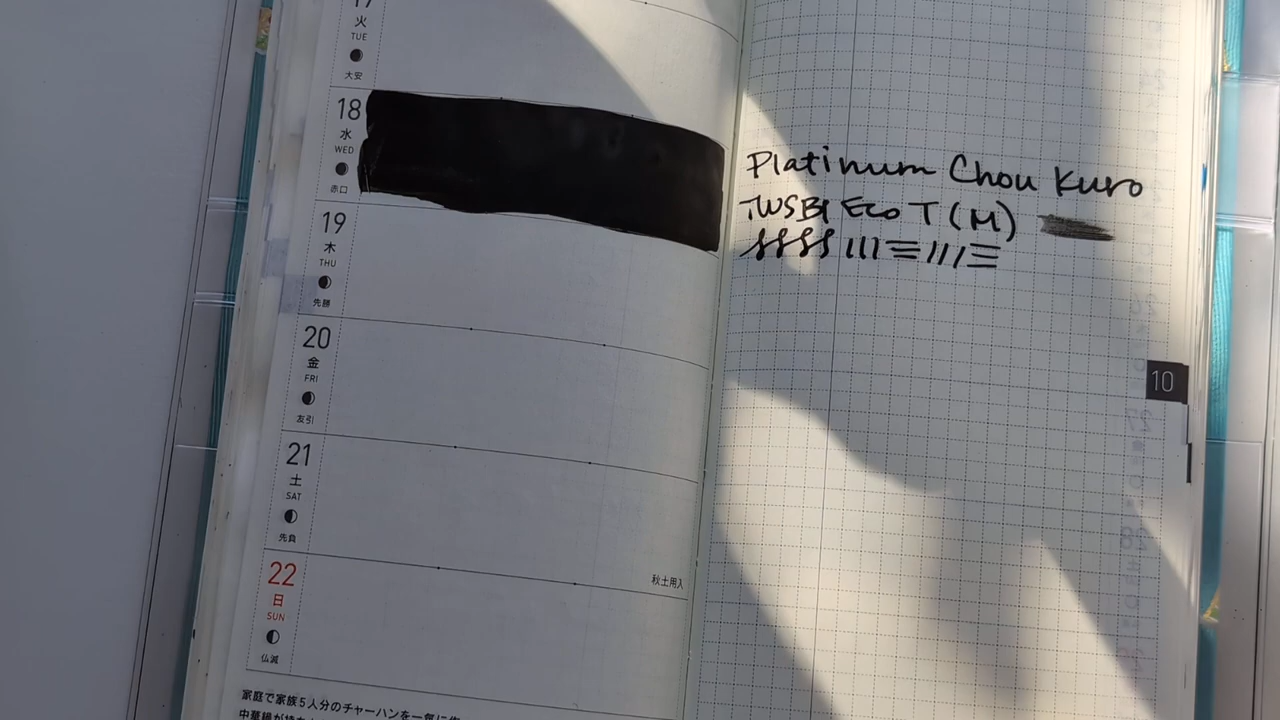 17
火
TUE
大安
18
水
WED
赤口
19
木
THU
先勝
20
金
FRI
友引
21
土
SAT
先負
22
日
SUN
仏滅
秋土用入
家庭で家族5人分のチャーハンを一気に
Platinum Chou Kuro
TWSBI Eco T (M)
10